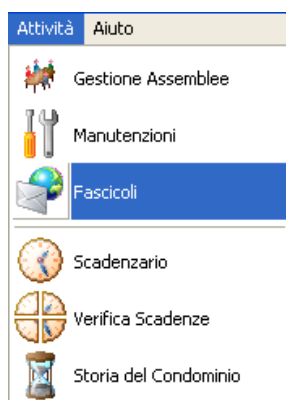 Attività Aiuto
Gestione Assemblee
Manutenzioni
Fascicoli
Scadenzario
Verifica Scadenze
Storia del Condominio